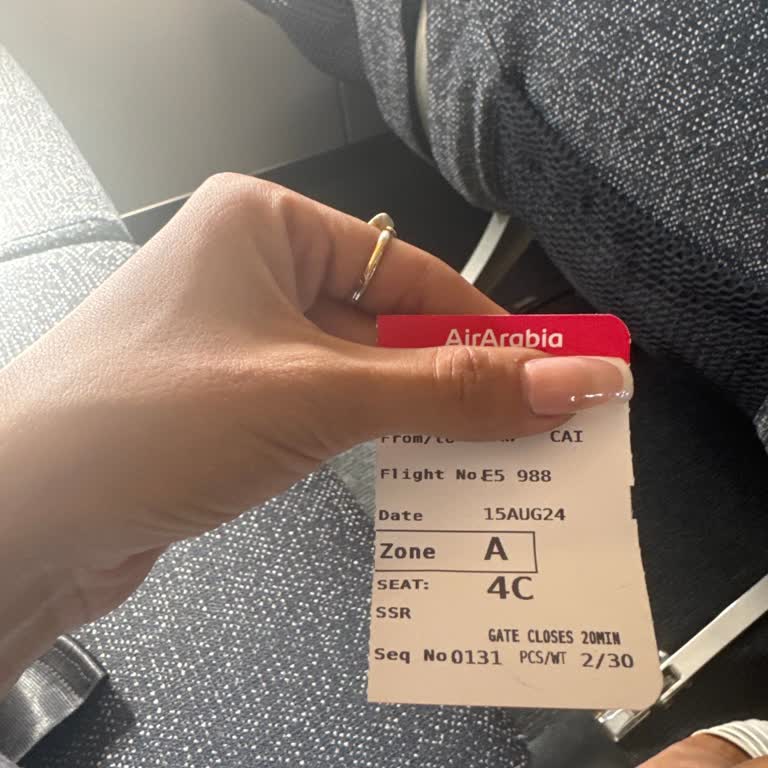 AirArabia
CAI
Flight No E5 988
Date 15AUG24
Zone A
SEAT: 4C
SSR
GATE CLOSES 20MIN
Seq No 0131 PCS/WT 2/30